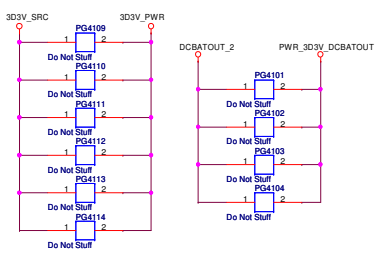 3D3V_SRC 3D3V_PWR
PG4109
1 2
Do Not Stuff
PG4110
1 2
Do Not Stuff
PG4111
1 2
Do Not Stuff
PG4112
1 2
Do Not Stuff
PG4113
1 2
Do Not Stuff
PG4114
1 2
Do Not Stuff
DCBATOUT_2 PWR_3D3V_DCBATOUT
PG4101
1 2
Do Not Stuff
PG4102
1 2
Do Not Stuff
PG4103
1 2
Do Not Stuff
PG4104
1 2
Do Not Stuff